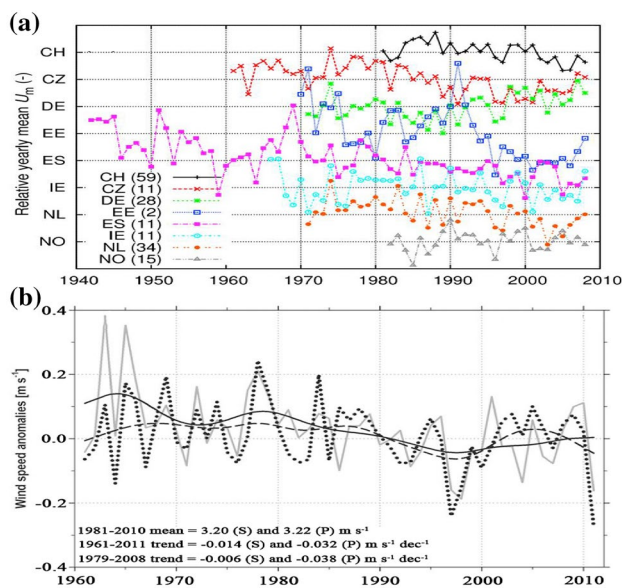 (a)
Relative yearly mean Um (-)
CH
CZ
DE
EE
ES
IE
NL
NO
CH (59)
CZ (11)
DE (28)
EE (2)
ES (11)
IE (11)
NL (34)
NO (15)
1940 1950 1960 1970 1980 1990 2000 2010
(b)
Wind speed anomalies [m s-1]
0.4
0.2
0.0
-0.2
-0.4
1981-2010 mean = 3.20 (S) and 3.22 (P) m s-1
1961-2011 trend = -0.014 (S) and -0.032 (P) m s-1 dec-1
1979-2008 trend = -0.006 (S) and -0.038 (P) m s-1 dec-1
1960 1970 1980 1990 2000 2010